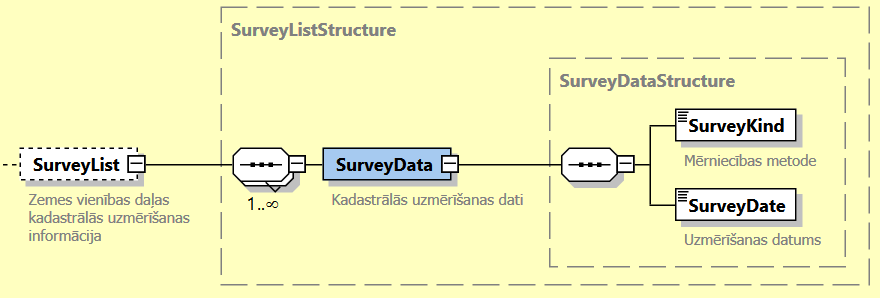 SurveyListStructure
SurveyDataStructure
SurveyList
Zemes vienības daļas
kadastrālās uzmērīšanas
informācija
1..∞
SurveyData
Kadastrālās uzmērīšanas dati
SurveyKind
Mērniecības metode
SurveyDate
Uzmērīšanas datums